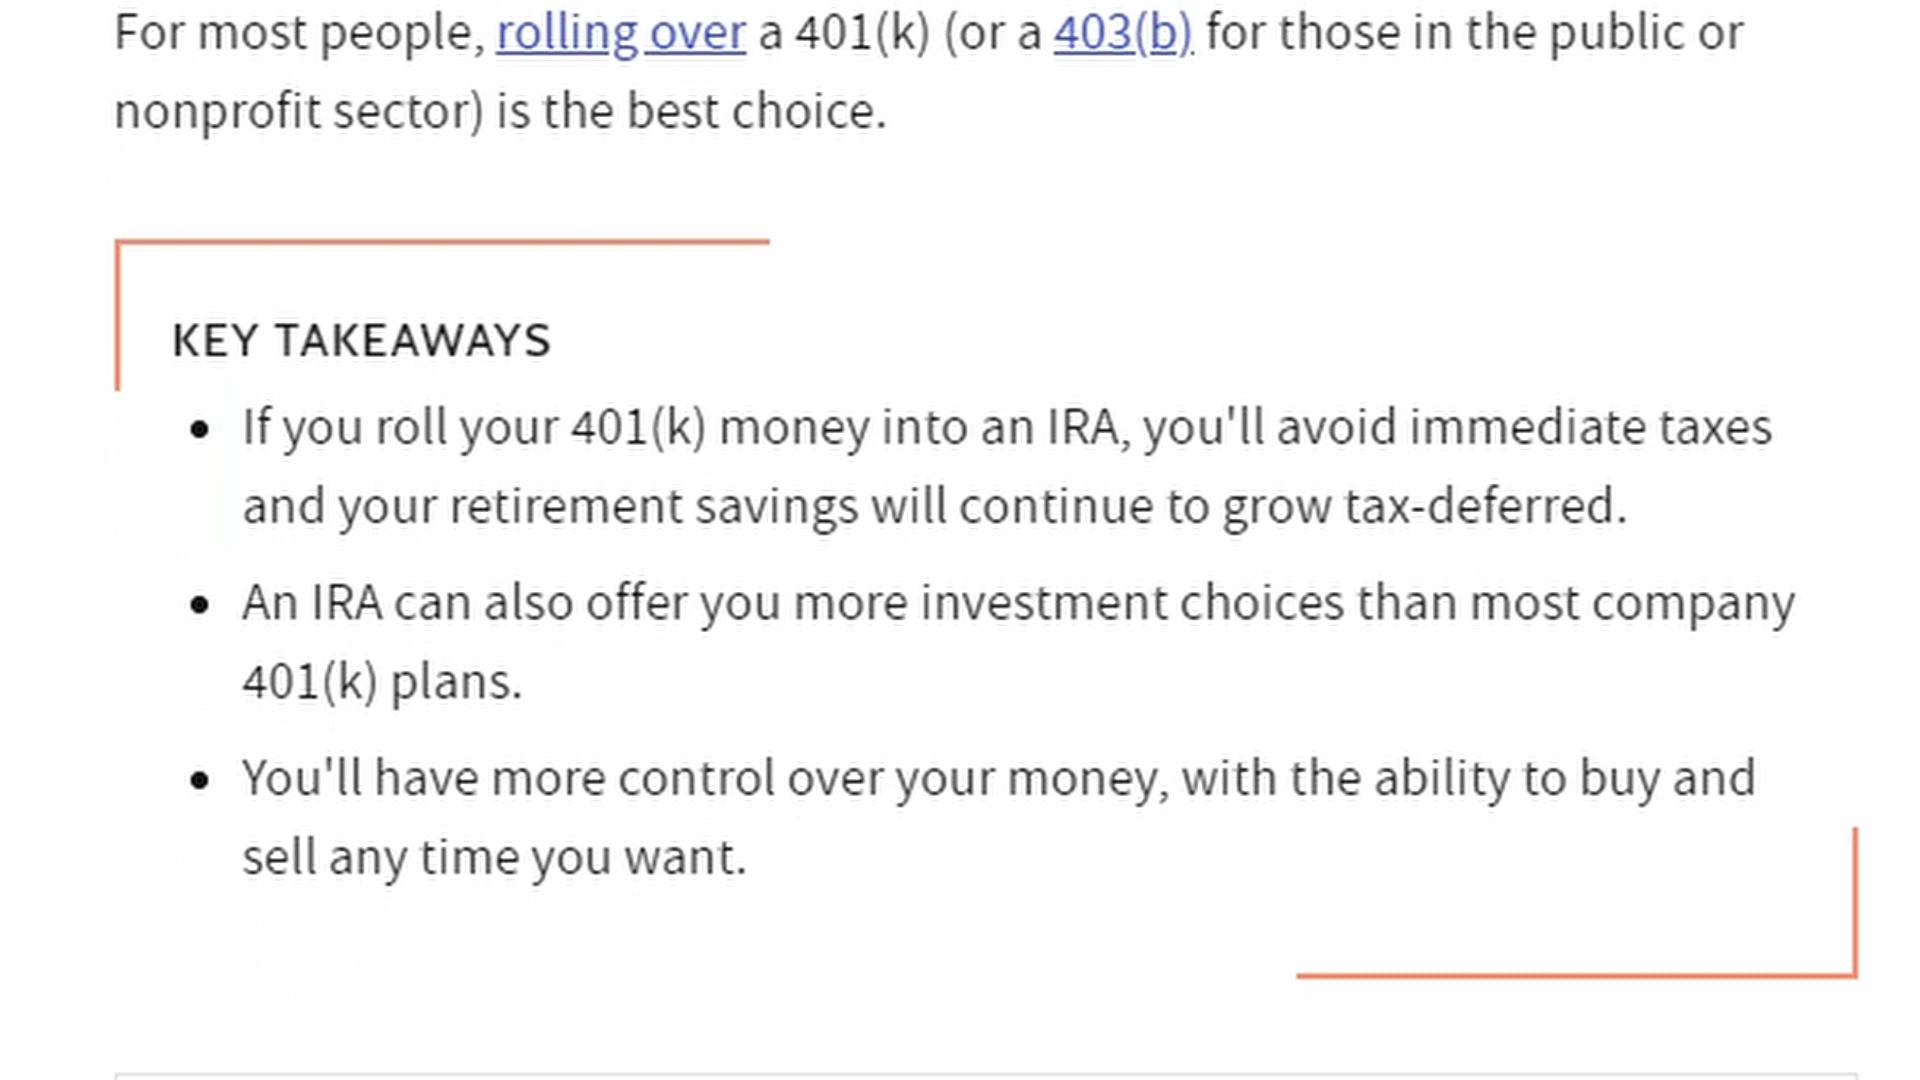 For most people, rolling over a 401(k) (or a 403(b) for those in the public or
nonprofit sector) is the best choice.
KEY TAKEAWAYS
• If you roll your 401(k) money into an IRA, you'll avoid immediate taxes
and your retirement savings will continue to grow tax-deferred.
• An IRA can also offer you more investment choices than most company
401(k) plans.
• You'll have more control over your money, with the ability to buy and
sell any time you want.